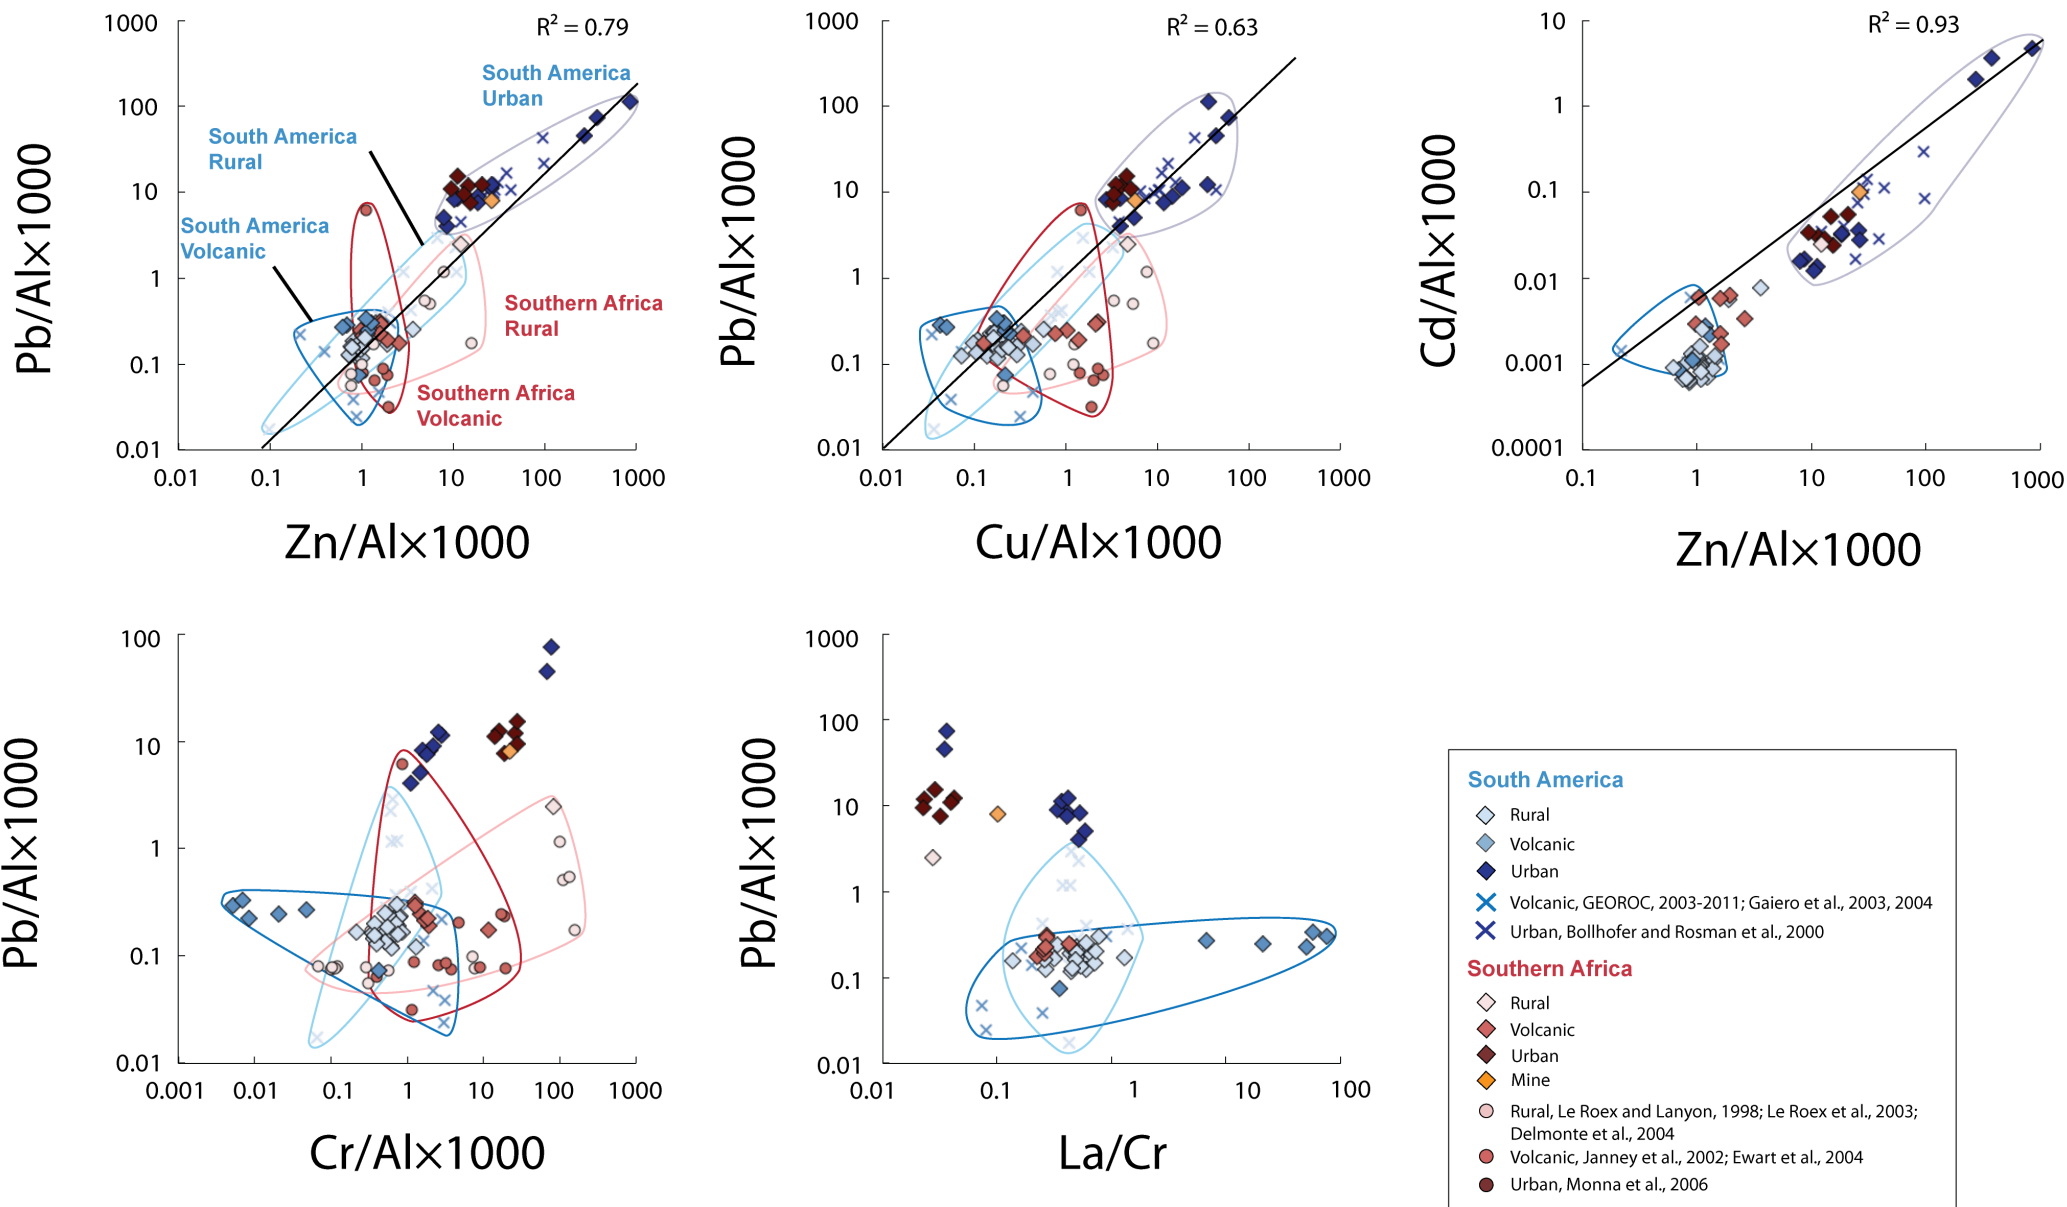 1000
100
10
1
0.1
0.01
Pb/Al×1000
R² = 0.79
South America
Urban
South America
Rural
South America
Volcanic
Southern Africa
Rural
Southern Africa
Volcanic
0.01 0.1 1 10 100 1000
Zn/Al×1000
1000
100
10
1
0.1
0.01
Pb/Al×1000
R² = 0.63
0.01 0.1 1 10 100 1000
Cu/Al×1000
10
1
0.1
0.01
0.001
0.0001
Cd/Al×1000
R² = 0.93
0.1 1 10 100 1000
Zn/Al×1000
100
10
1
0.1
0.01
Pb/Al×1000
0.001 0.01 0.1 1 10 100 1000
Cr/Al×1000
1000
100
10
1
0.1
0.01
Pb/Al×1000
0.01 0.1 1 10 100
La/Cr
South America
Rural
Volcanic
Urban
Volcanic, GEOROC, 2003-2011; Gaiero et al., 2003, 2004
Urban, Bollhofer and Rosman et al., 2000
Southern Africa
Rural
Volcanic
Urban
Mine
Rural, Le Roex and Lanyon, 1998; Le Roex et al., 2003;
Delmonte et al., 2004
Volcanic, Janney et al., 2002; Ewart et al., 2004
Urban, Monna et al., 2006